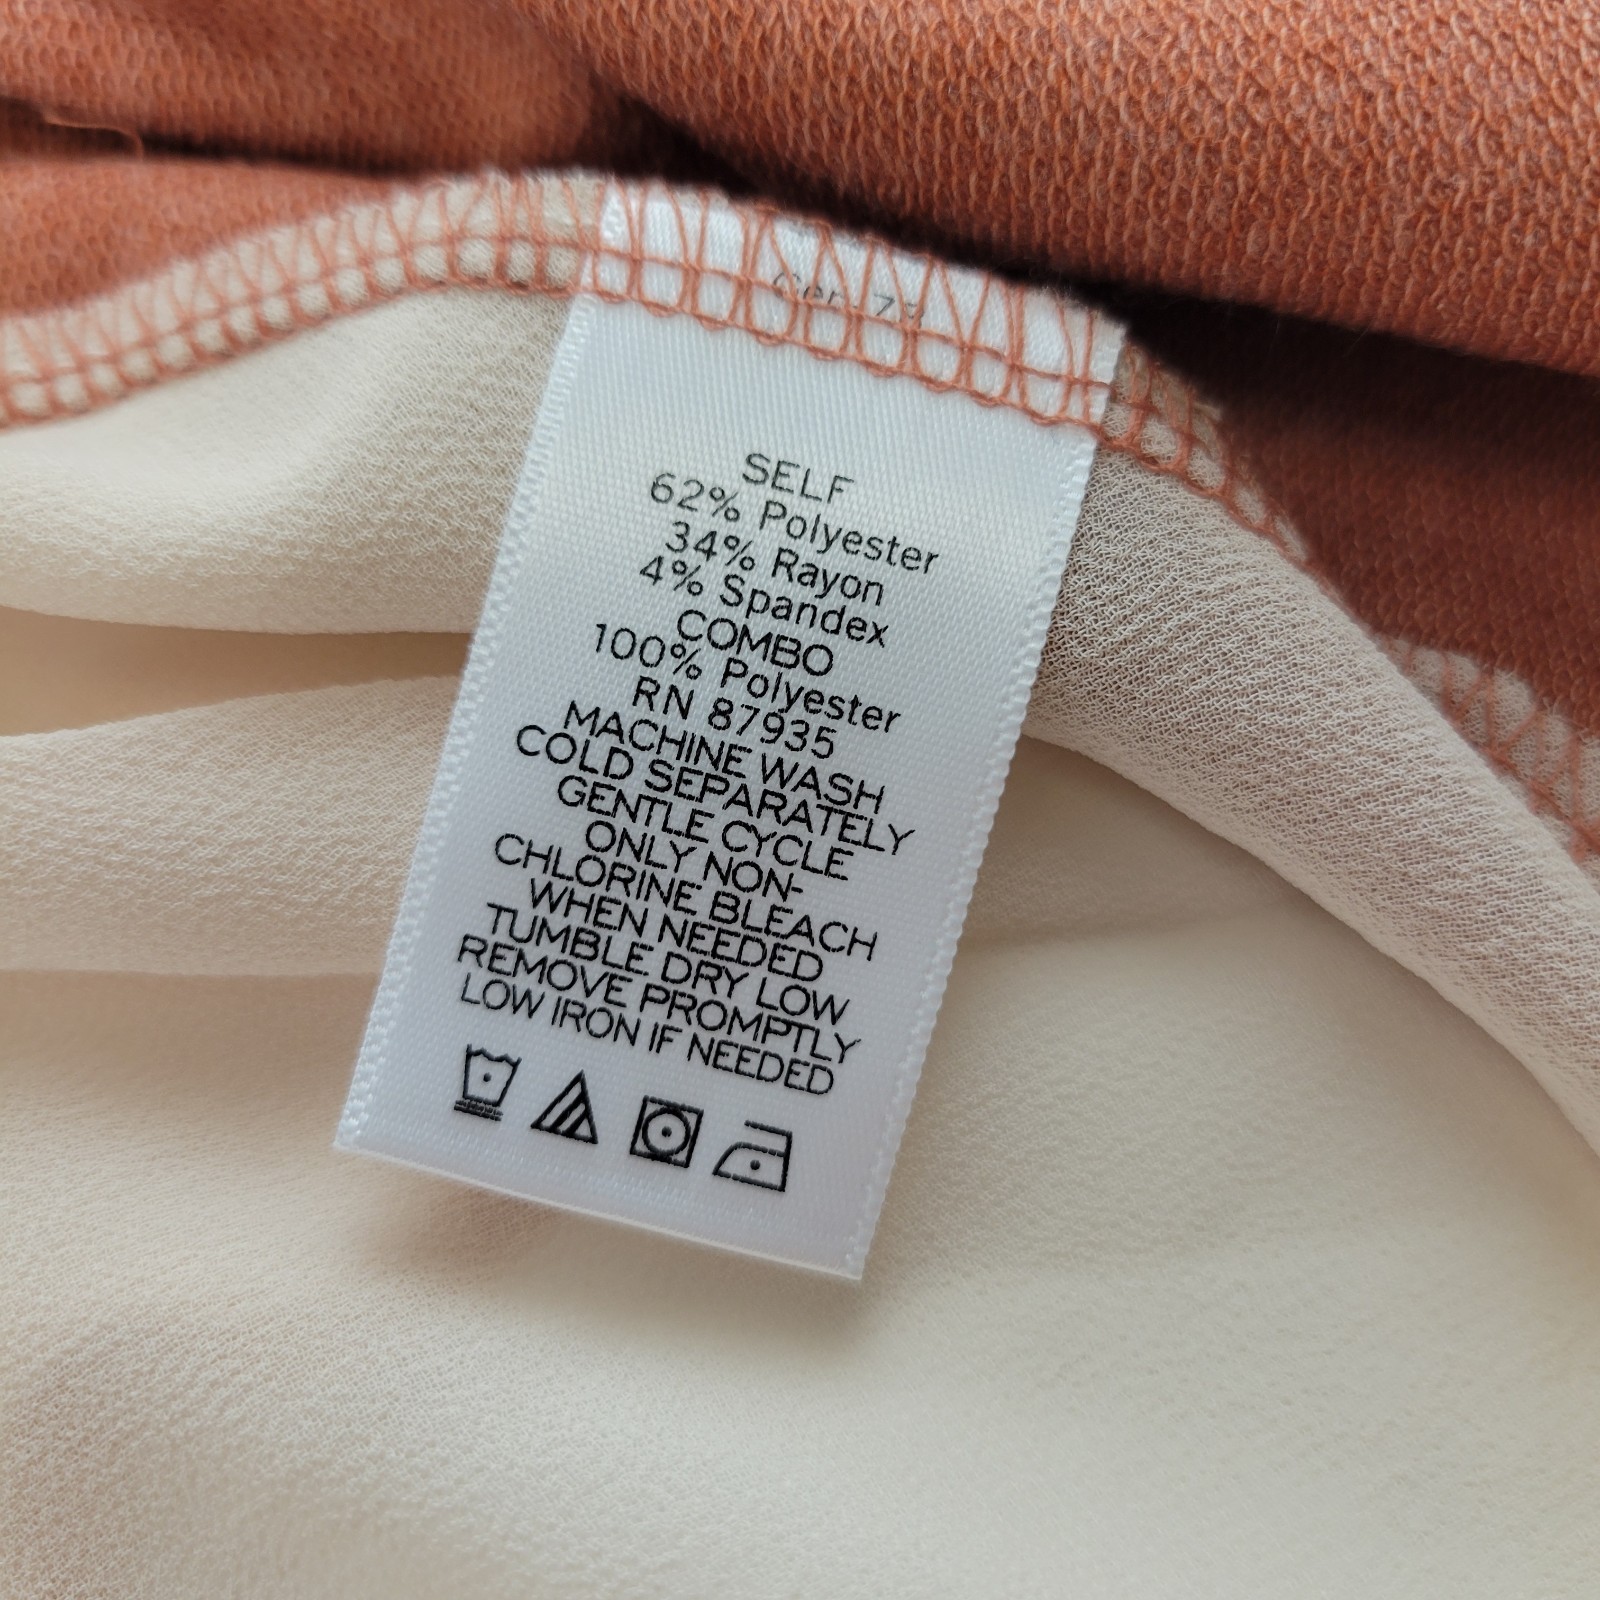 SELF
62% Polyester
34% Rayon
4% Spandex
COMBO
100% Polyester
RN 87935
MACHINE WASH
COLD SEPARATELY
GENTLE CYCLE
ONLY NON-
CHLORINE BLEACH
WHEN NEEDED
TUMBLE DRY LOW
REMOVE PROMPTLY
LOW IRON IF NEEDED